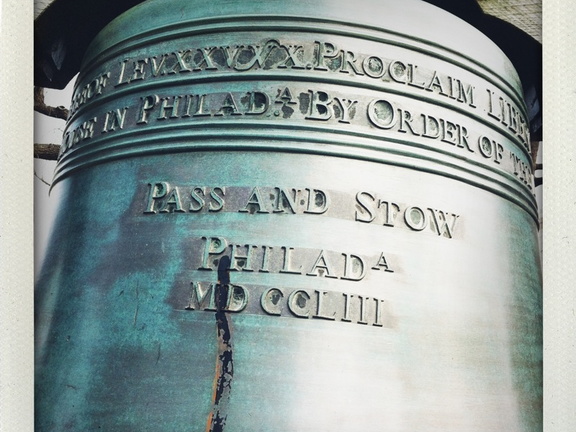 OF LEV XXV V X PROCLAIM LIB
IN PHILADᴬ BY ORDER OF TH
PASS AND STOW
PHILADᴬ
MDCCLIII